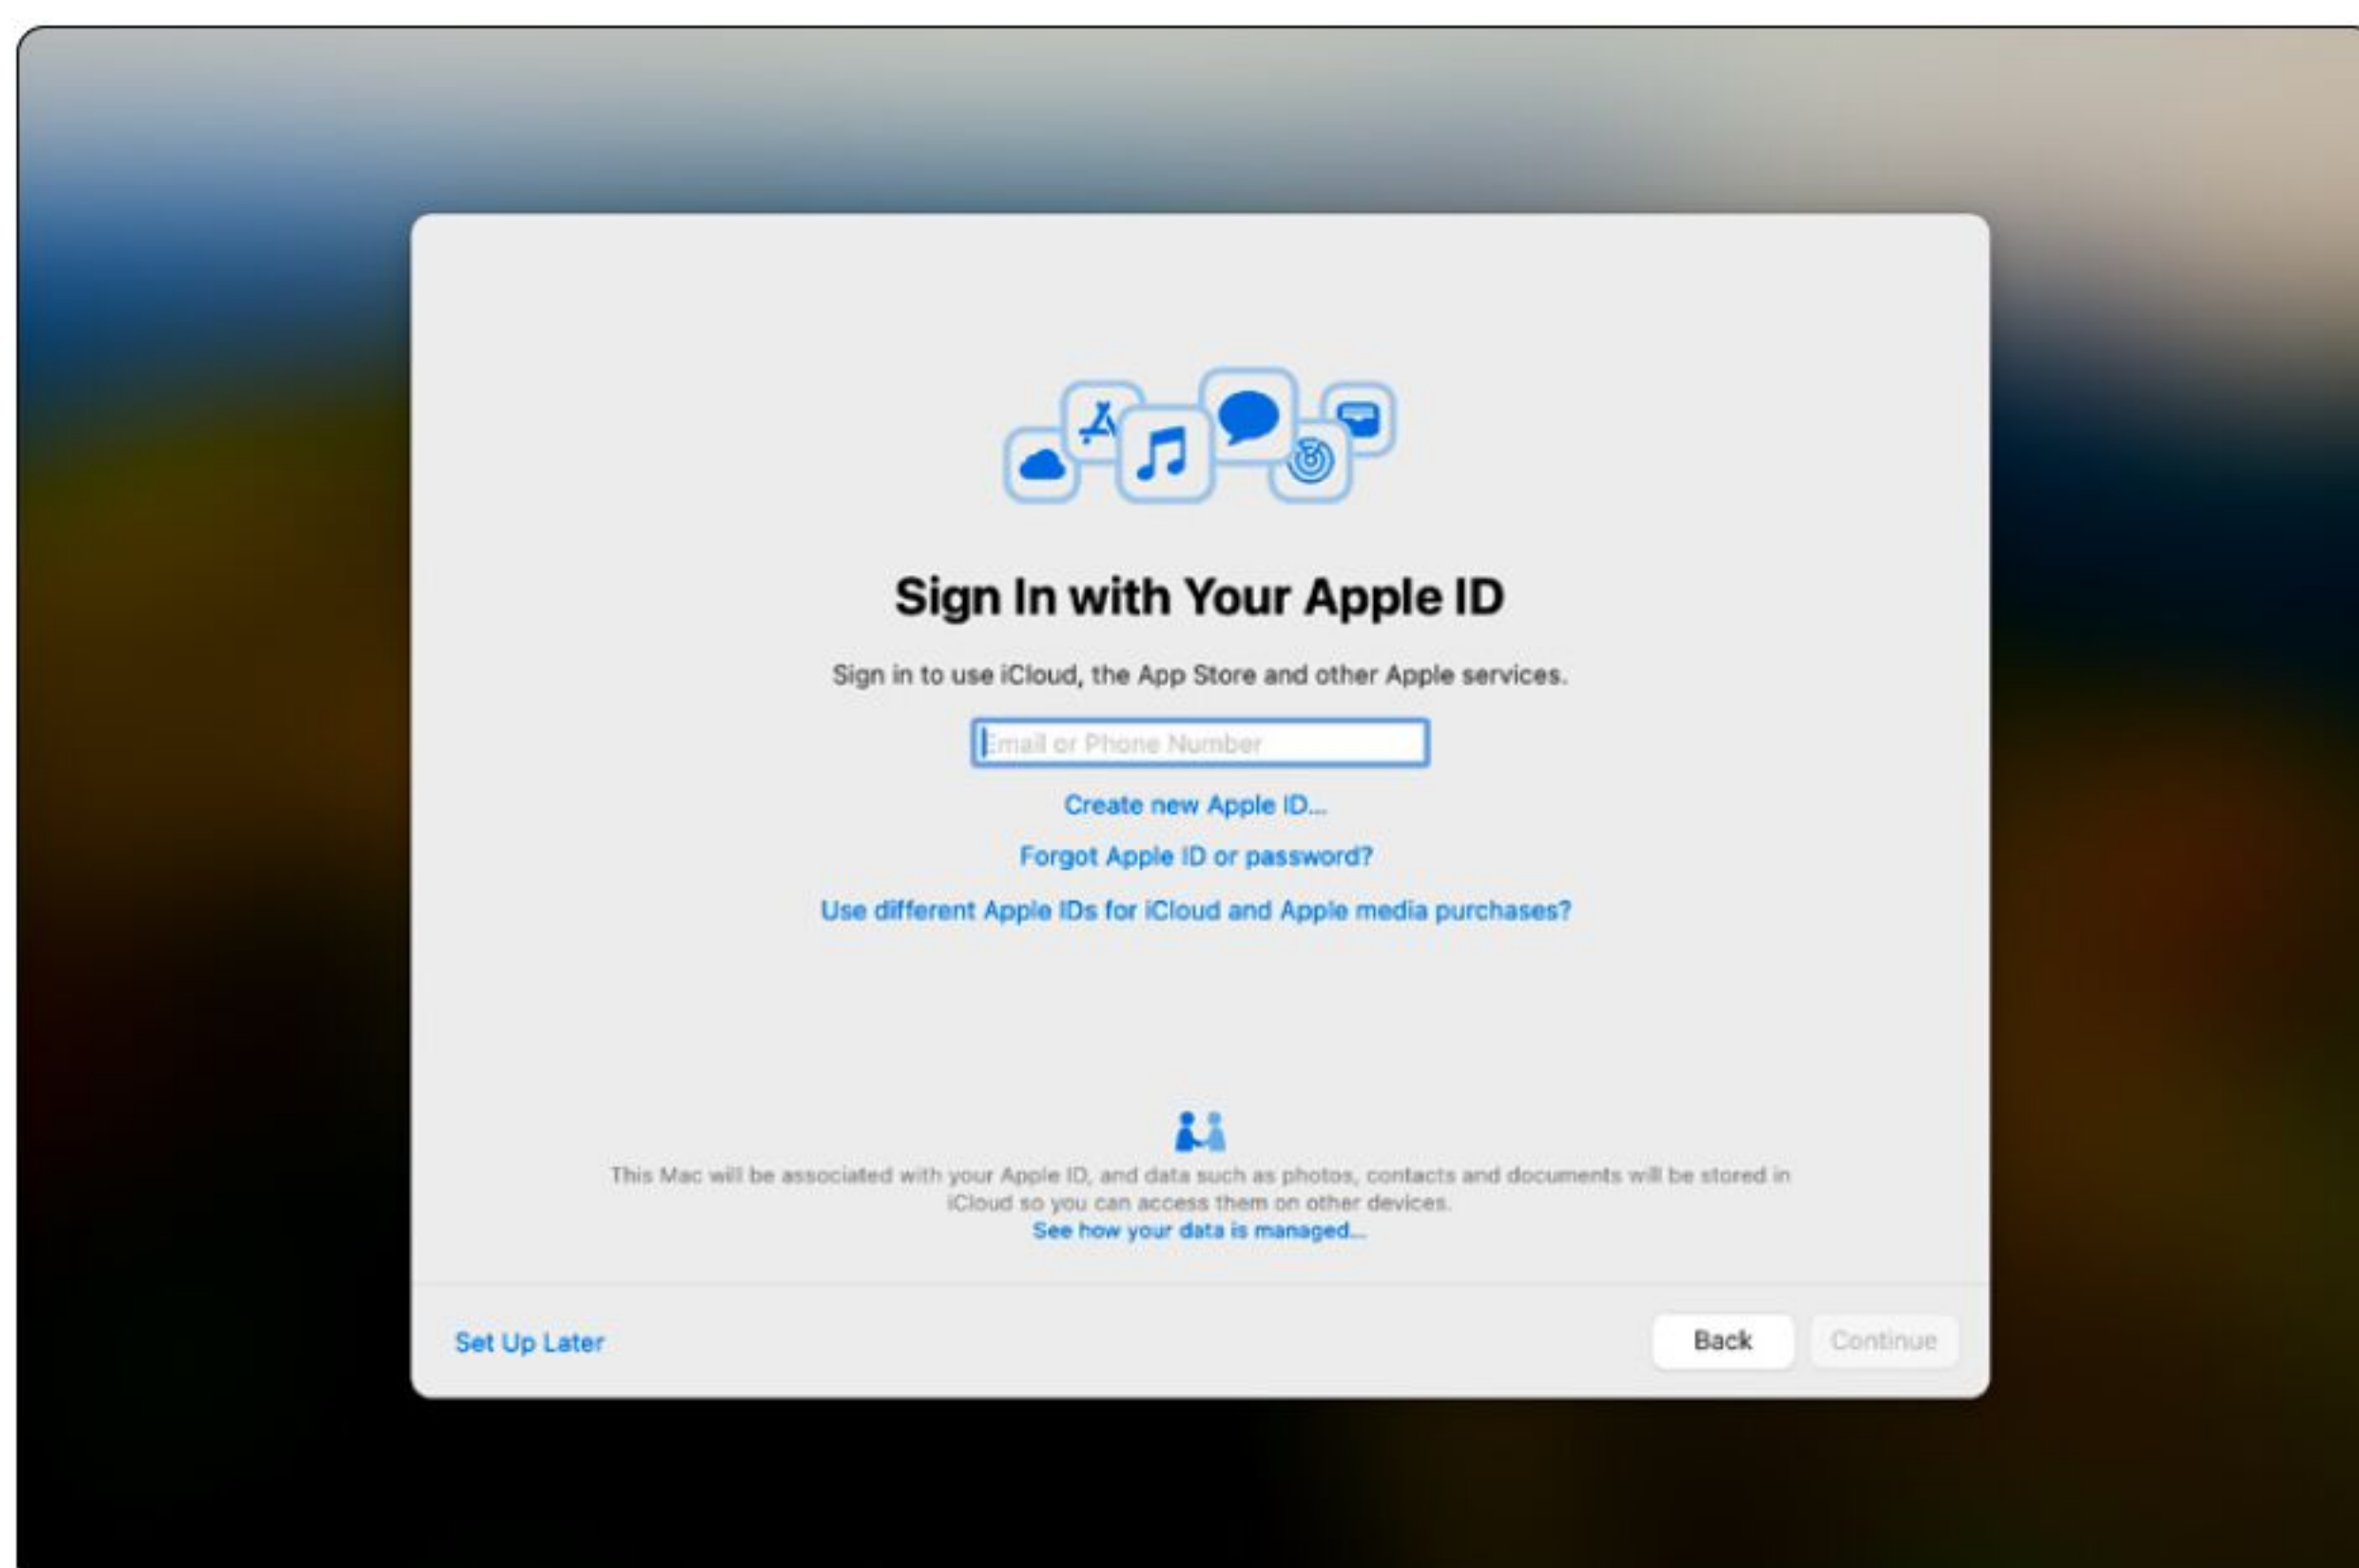 Sign In with Your Apple ID
Sign in to use iCloud, the App Store and other Apple services.
Email or Phone Number
Create new Apple ID...
Forgot Apple ID or password?
Use different Apple IDs for iCloud and Apple media purchases?
This Mac will be associated with your Apple ID, and data such as photos, contacts and documents will be stored in
iCloud so you can access them on other devices.
See how your data is managed...
Set Up Later
Back
Continue